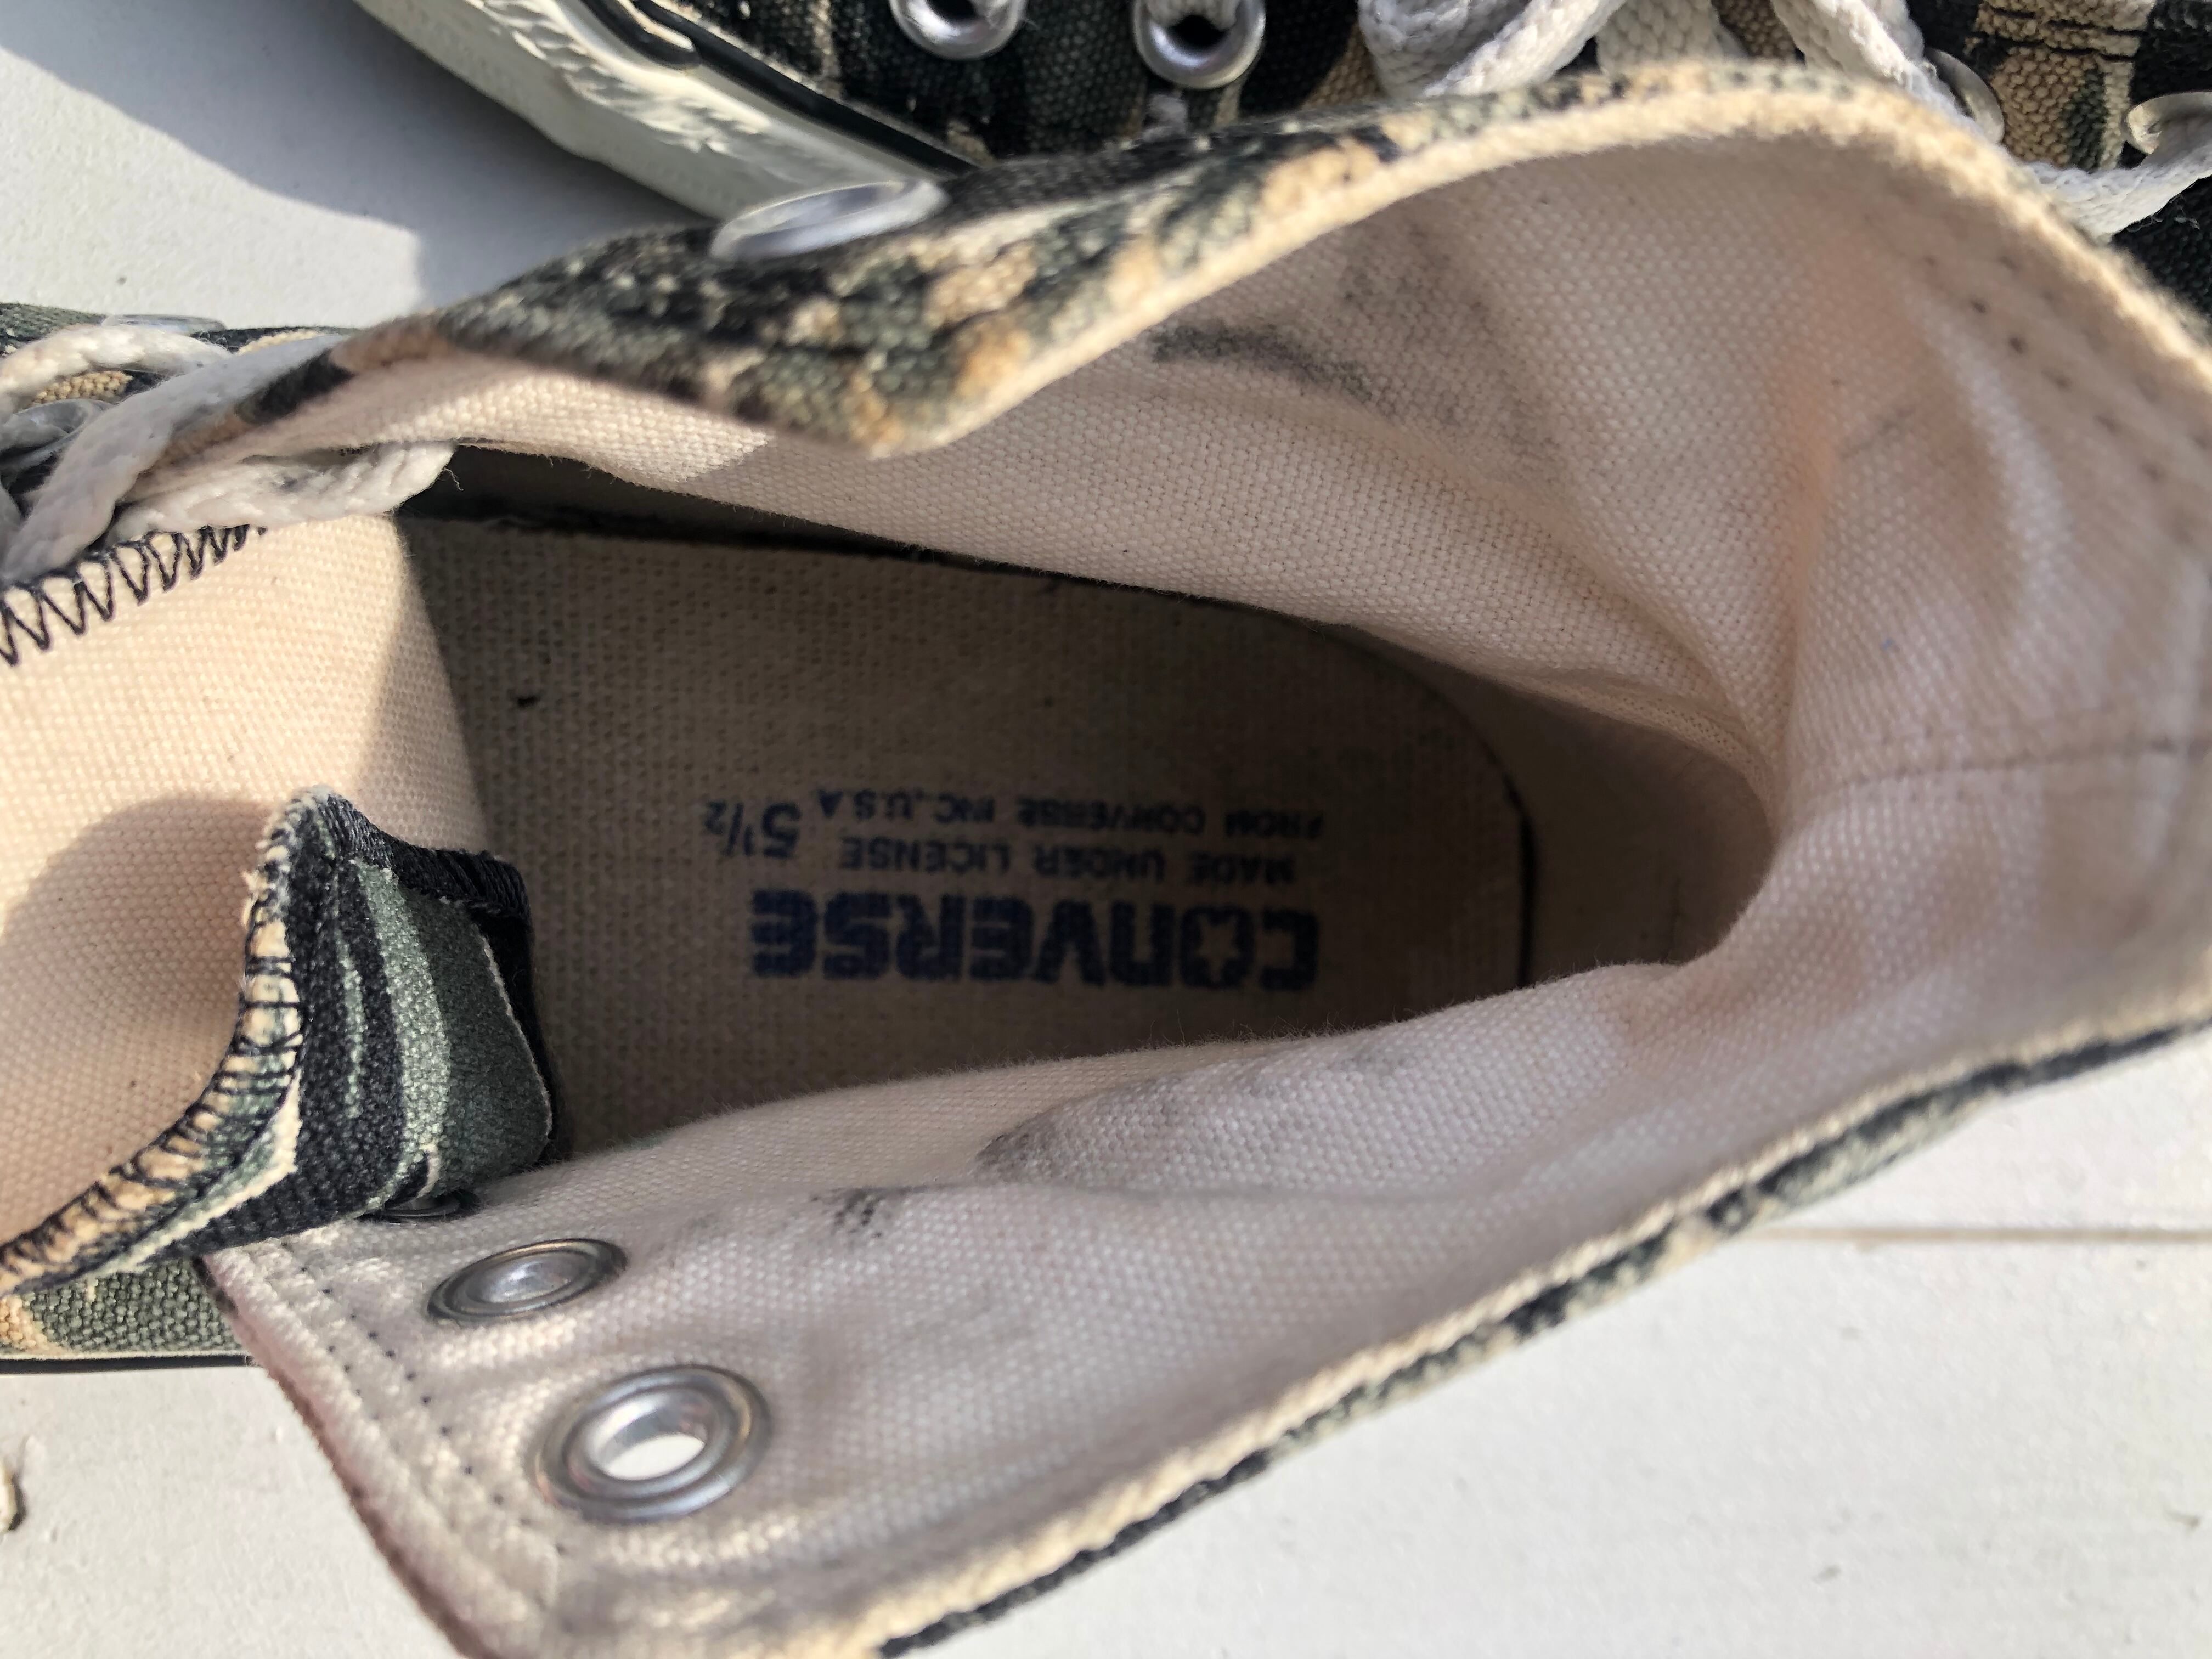 CONVERSE
MADE UNDER LICENSE 5½
FROM CONVERSE INC., U.S.A